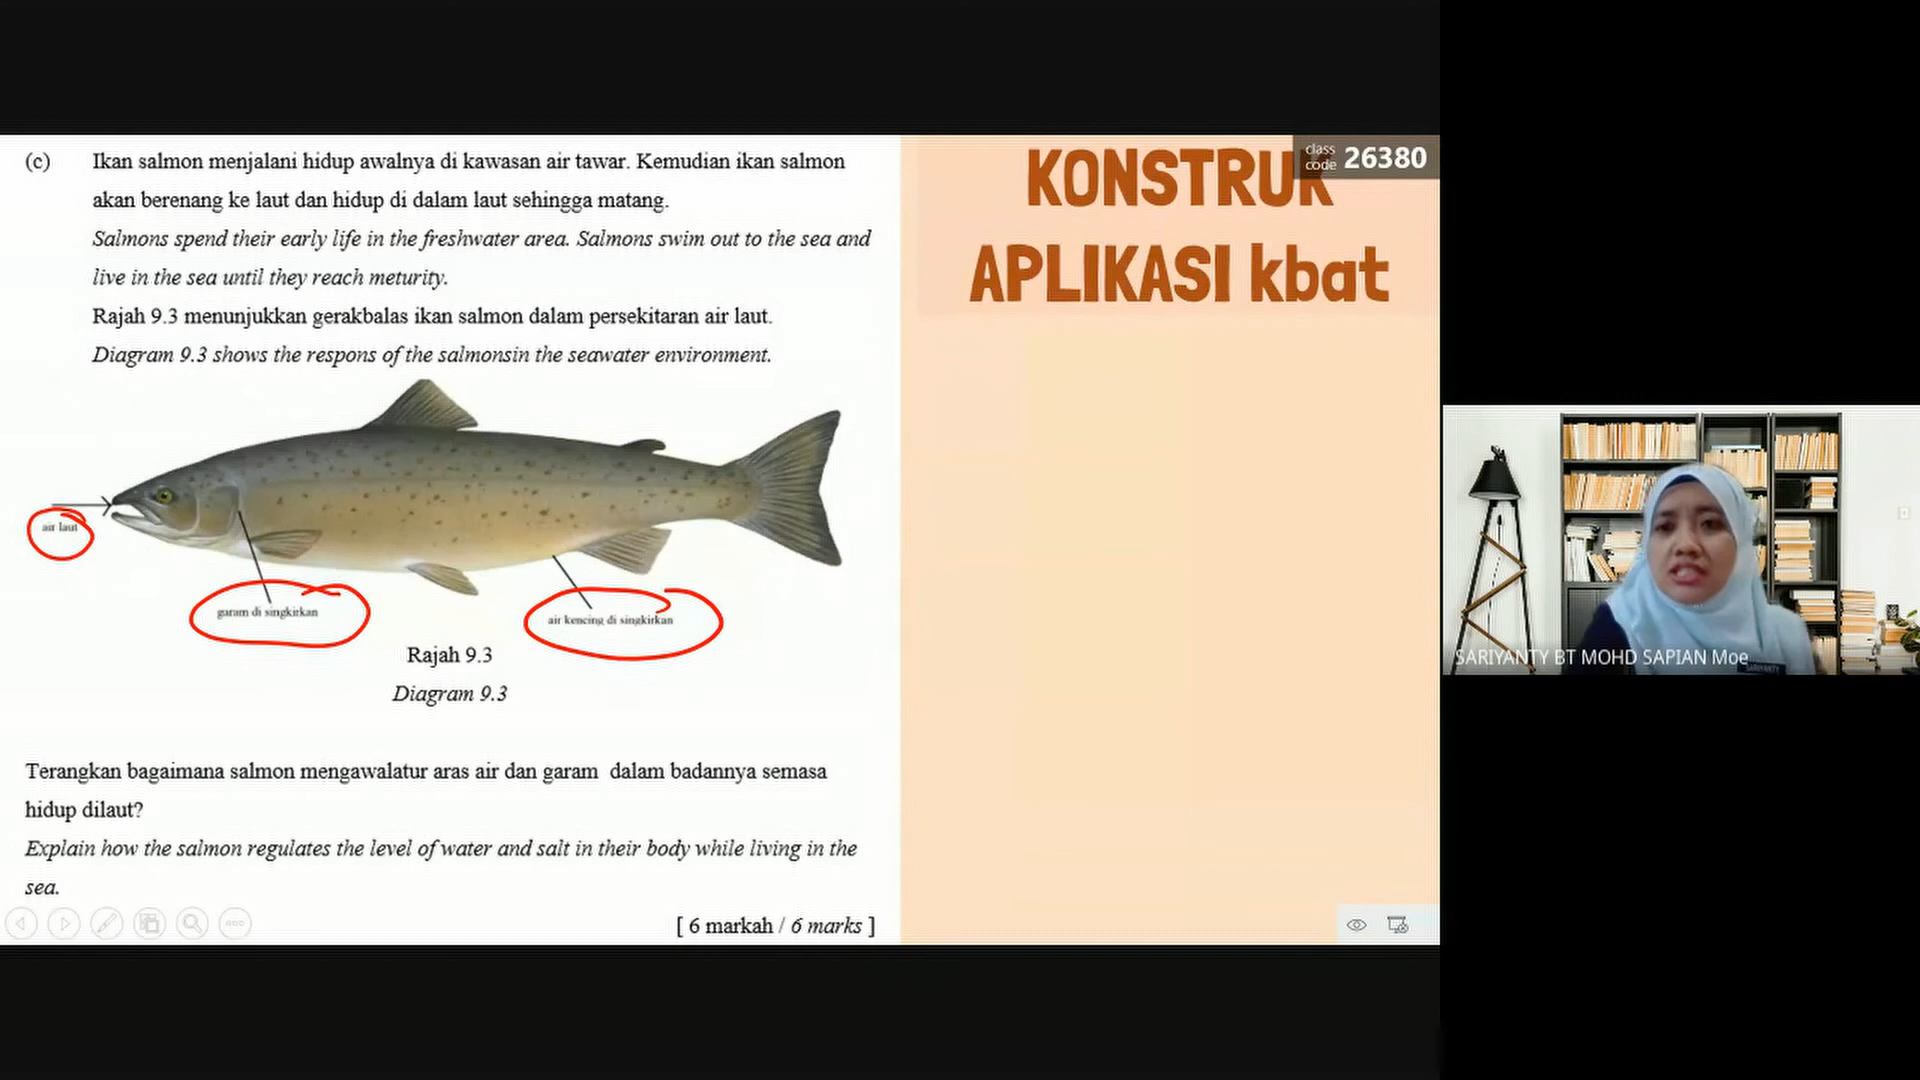 (c) Ikan salmon menjalani hidup awalnya di kawasan air tawar. Kemudian ikan salmon
akan berenang ke laut dan hidup di dalam laut sehingga matang.
Salmons spend their early life in the freshwater area. Salmons swim out to the sea and
live in the sea until they reach meturity.
Rajah 9.3 menunjukkan gerakbalas ikan salmon dalam persekitaran air laut.
Diagram 9.3 shows the respons of the salmonsin the seawater environment.
air laut
garam di singkirkan
air kencing di singkirkan
Rajah 9.3
Diagram 9.3
Terangkan bagaimana salmon mengawalatur aras air dan garam dalam badannya semasa
hidup dilaut?
Explain how the salmon regulates the level of water and salt in their body while living in the
sea.
[ 6 markah / 6 marks ]
KONSTRUK
APLIKASI kbat
class
code 26380
SARIYANTY BT MOHD SAPIAN Moe
SARIYANTY